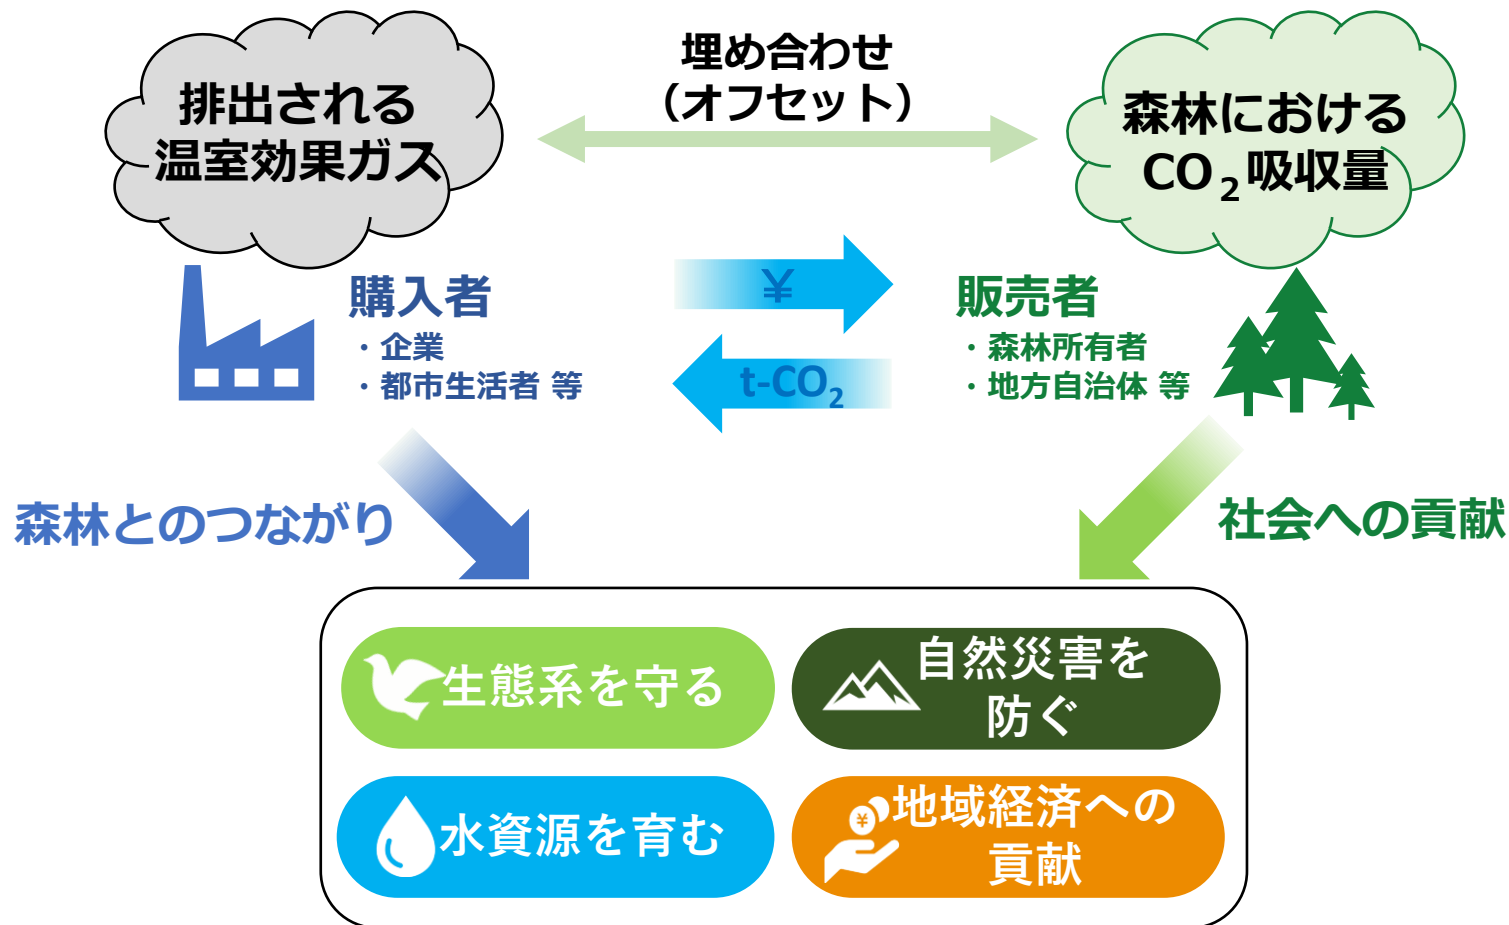 埋め合わせ
（オフセット）
排出される
温室効果ガス
森林における
CO₂吸収量
購入者
・企業
・都市生活者 等
¥
t-CO₂
販売者
・森林所有者
・地方自治体 等
森林とのつながり
社会への貢献
生態系を守る
自然災害を
防ぐ
水資源を育む
¥
地域経済への
貢献